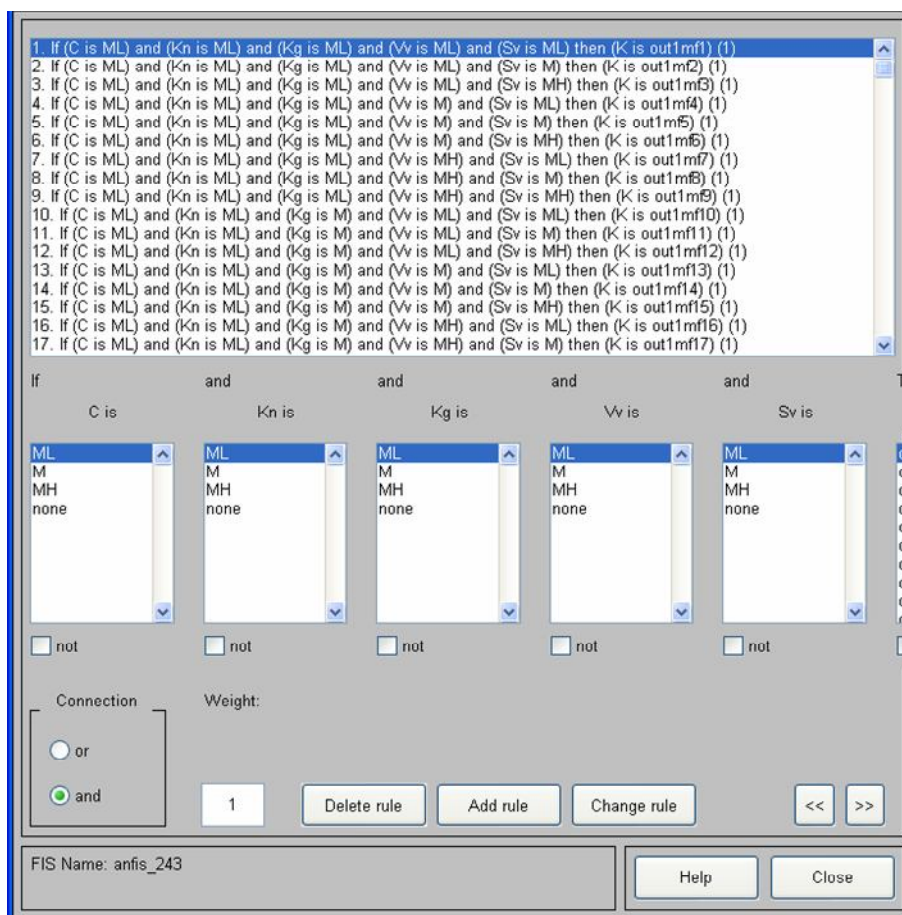 1. If (C is ML) and (Kn is ML) and (Kg is ML) and (Vv is ML) and (Sv is ML) then (K is out1mf1) (1)
2. If (C is ML) and (Kn is ML) and (Kg is ML) and (Vv is ML) and (Sv is M) then (K is out1mf2) (1)
3. If (C is ML) and (Kn is ML) and (Kg is ML) and (Vv is ML) and (Sv is MH) then (K is out1mf3) (1)
4. If (C is ML) and (Kn is ML) and (Kg is ML) and (Vv is M) and (Sv is ML) then (K is out1mf4) (1)
5. If (C is ML) and (Kn is ML) and (Kg is ML) and (Vv is M) and (Sv is M) then (K is out1mf5) (1)
6. If (C is ML) and (Kn is ML) and (Kg is ML) and (Vv is M) and (Sv is MH) then (K is out1mf6) (1)
7. If (C is ML) and (Kn is ML) and (Kg is ML) and (Vv is MH) and (Sv is ML) then (K is out1mf7) (1)
8. If (C is ML) and (Kn is ML) and (Kg is ML) and (Vv is MH) and (Sv is M) then (K is out1mf8) (1)
9. If (C is ML) and (Kn is ML) and (Kg is ML) and (Vv is MH) and (Sv is MH) then (K is out1mf9) (1)
10. If (C is ML) and (Kn is ML) and (Kg is M) and (Vv is ML) and (Sv is ML) then (K is out1mf10) (1)
11. If (C is ML) and (Kn is ML) and (Kg is M) and (Vv is ML) and (Sv is M) then (K is out1mf11) (1)
12. If (C is ML) and (Kn is ML) and (Kg is M) and (Vv is ML) and (Sv is MH) then (K is out1mf12) (1)
13. If (C is ML) and (Kn is ML) and (Kg is M) and (Vv is M) and (Sv is ML) then (K is out1mf13) (1)
14. If (C is ML) and (Kn is ML) and (Kg is M) and (Vv is M) and (Sv is M) then (K is out1mf14) (1)
15. If (C is ML) and (Kn is ML) and (Kg is M) and (Vv is M) and (Sv is MH) then (K is out1mf15) (1)
16. If (C is ML) and (Kn is ML) and (Kg is M) and (Vv is MH) and (Sv is ML) then (K is out1mf16) (1)
17. If (C is ML) and (Kn is ML) and (Kg is M) and (Vv is MH) and (Sv is M) then (K is out1mf17) (1)
If and and and and
C is Kn is Kg is Vv is Sv is
ML ML ML ML ML
M M M M M
MH MH MH MH MH
none none none none none
not not not not not
Connection Weight:
or
and 1 Delete rule Add rule Change rule << >>
FIS Name: anfis_243
Help Close